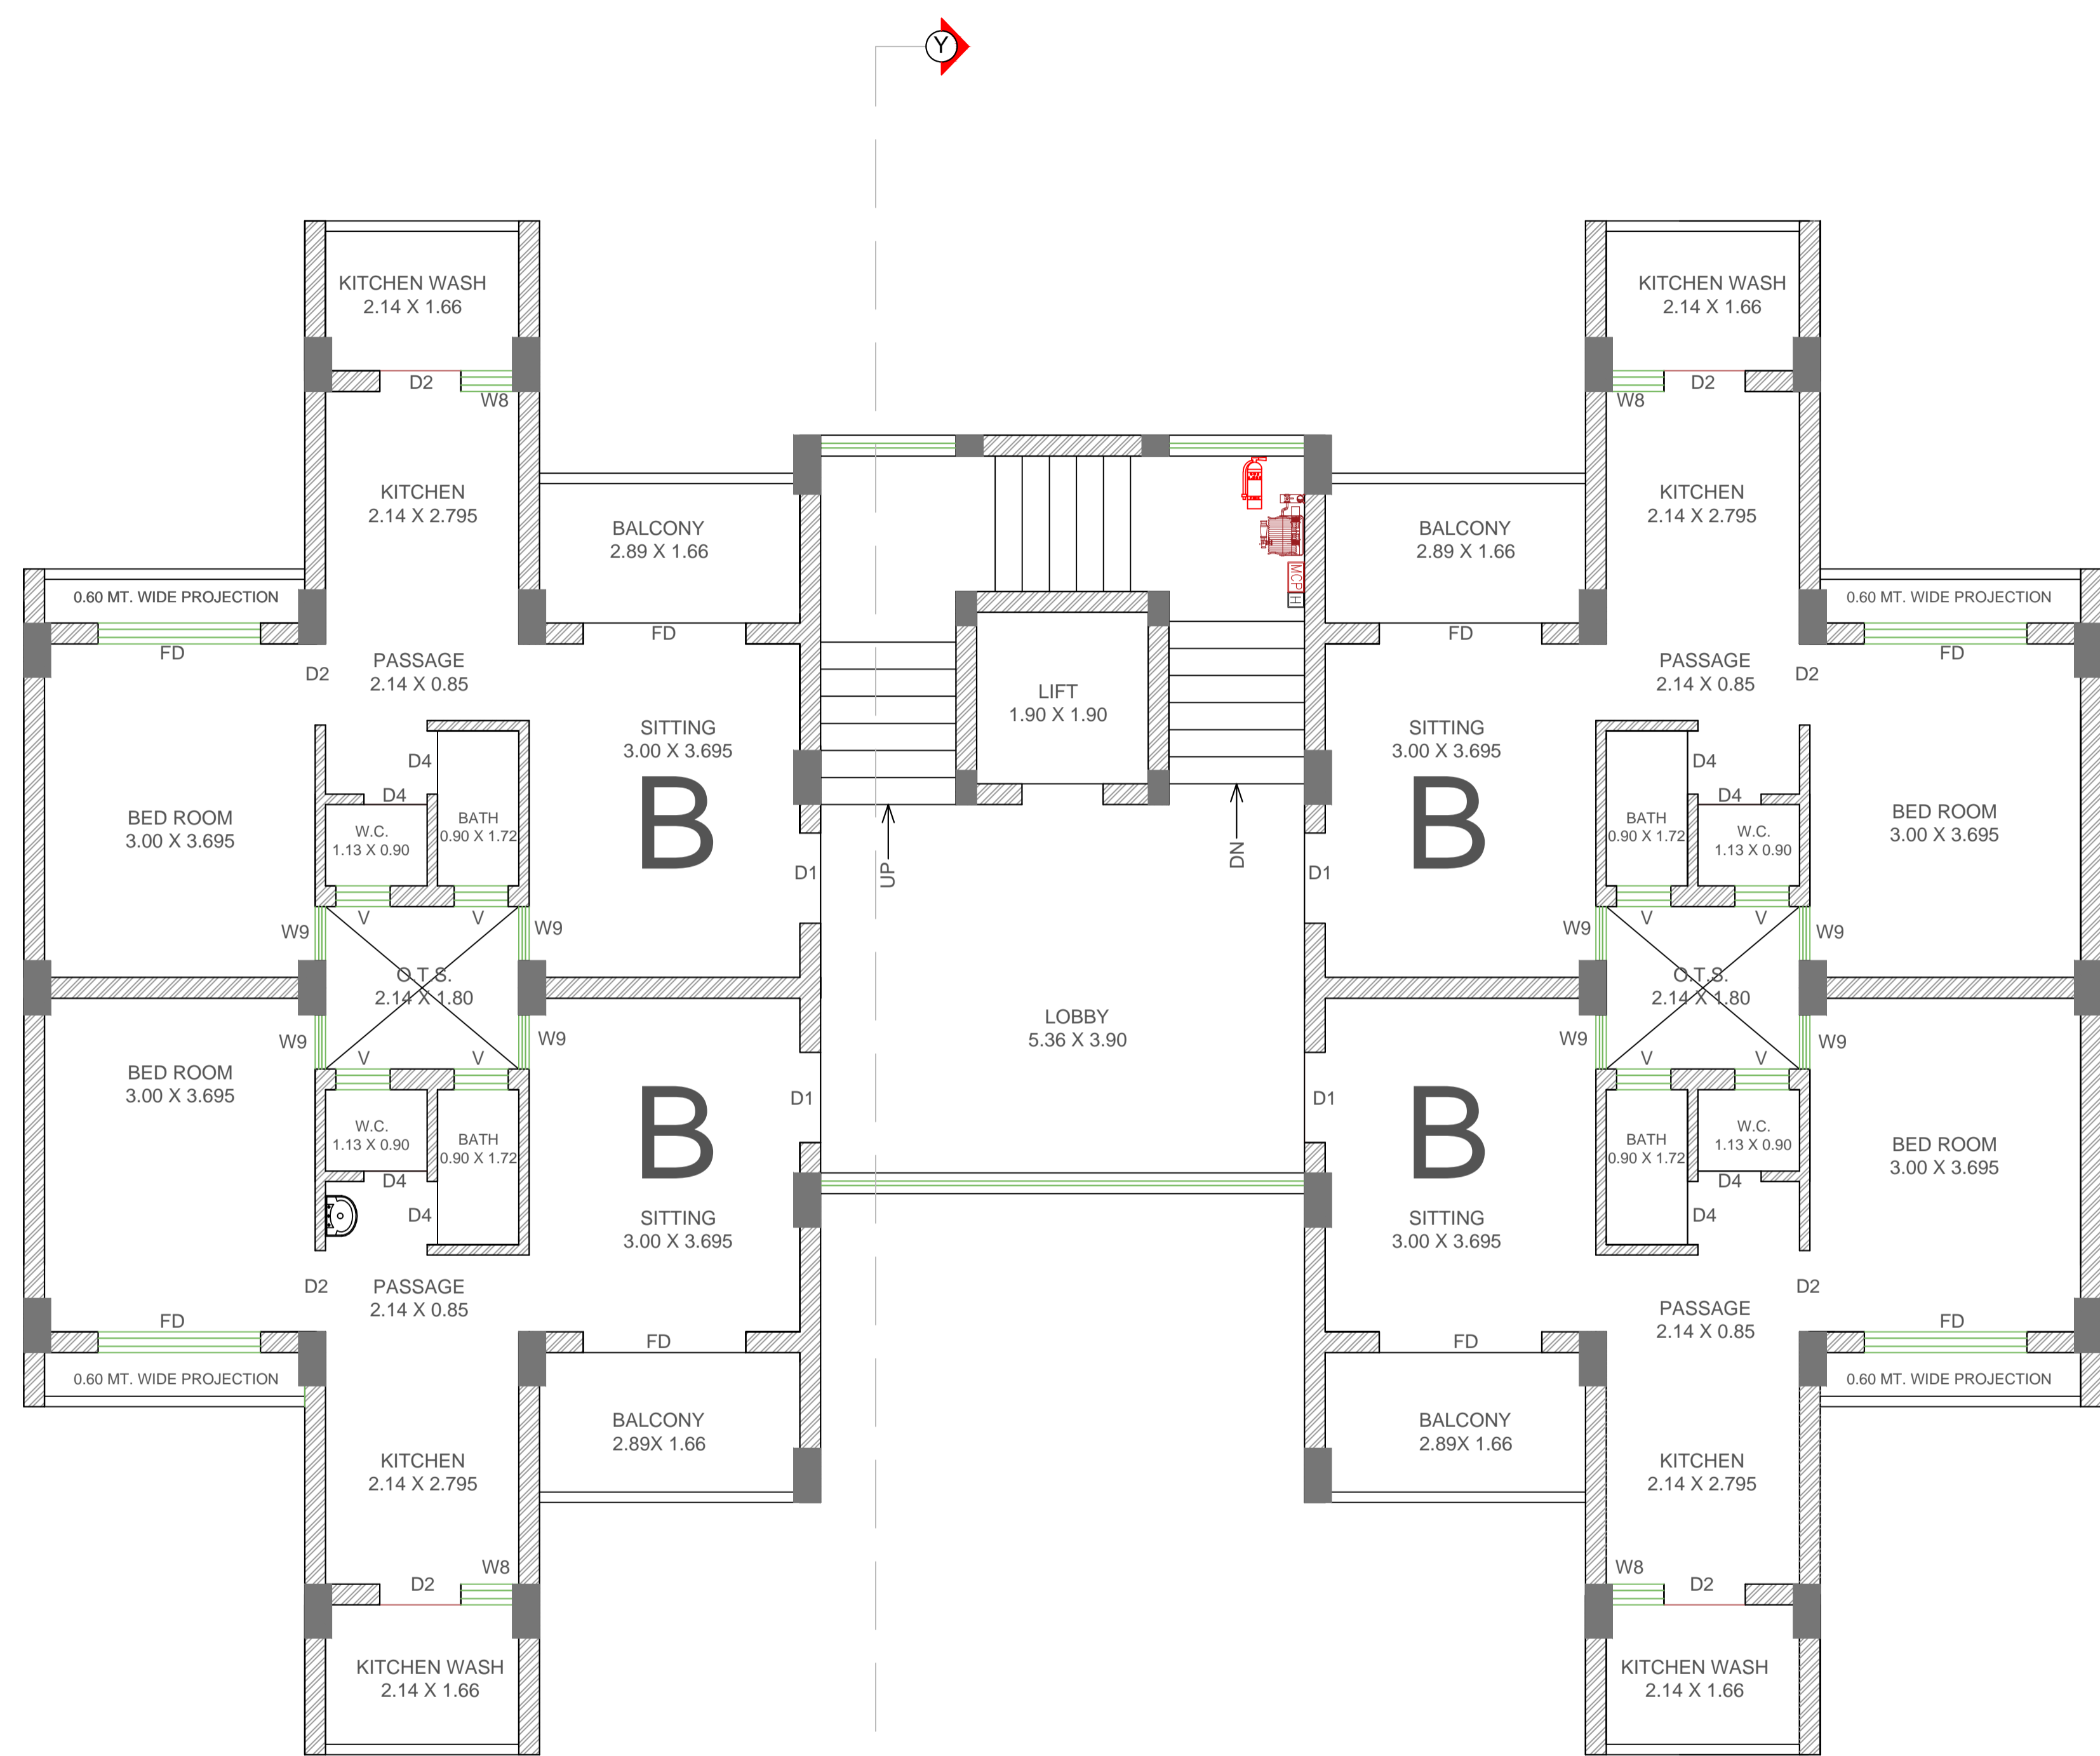 Y
KITCHEN WASH
2.14 X 1.66
KITCHEN WASH
2.14 X 1.66
D2
W8
W8
D2
KITCHEN
2.14 X 2.795
BALCONY
2.89 X 1.66
BALCONY
2.89 X 1.66
KITCHEN
2.14 X 2.795
MCP
H
0.60 MT. WIDE PROJECTION
0.60 MT. WIDE PROJECTION
FD
FD
FD
FD
D2
PASSAGE
2.14 X 0.85
PASSAGE
2.14 X 0.85
D2
LIFT
1.90 X 1.90
SITTING
3.00 X 3.695
SITTING
3.00 X 3.695
D4
D4
D4
D4
BED ROOM
3.00 X 3.695
W.C.
1.13 X 0.90
BATH
0.90 X 1.72
B
B
BATH
0.90 X 1.72
W.C.
1.13 X 0.90
BED ROOM
3.00 X 3.695
D1
UP
DN
D1
V
V
V
V
W9
W9
W9
W9
O.T.S.
2.14 X 1.80
O.T.S.
2.14 X 1.80
LOBBY
5.36 X 3.90
W9
W9
W9
W9
V
V
V
V
BED ROOM
3.00 X 3.695
D1
D1
W.C.
1.13 X 0.90
BATH
0.90 X 1.72
B
B
BATH
0.90 X 1.72
W.C.
1.13 X 0.90
BED ROOM
3.00 X 3.695
D4
D4
D4
D4
SITTING
3.00 X 3.695
SITTING
3.00 X 3.695
D2
PASSAGE
2.14 X 0.85
PASSAGE
2.14 X 0.85
D2
FD
FD
FD
FD
0.60 MT. WIDE PROJECTION
0.60 MT. WIDE PROJECTION
BALCONY
2.89X 1.66
BALCONY
2.89X 1.66
KITCHEN
2.14 X 2.795
KITCHEN
2.14 X 2.795
D2
W8
W8
D2
KITCHEN WASH
2.14 X 1.66
KITCHEN WASH
2.14 X 1.66